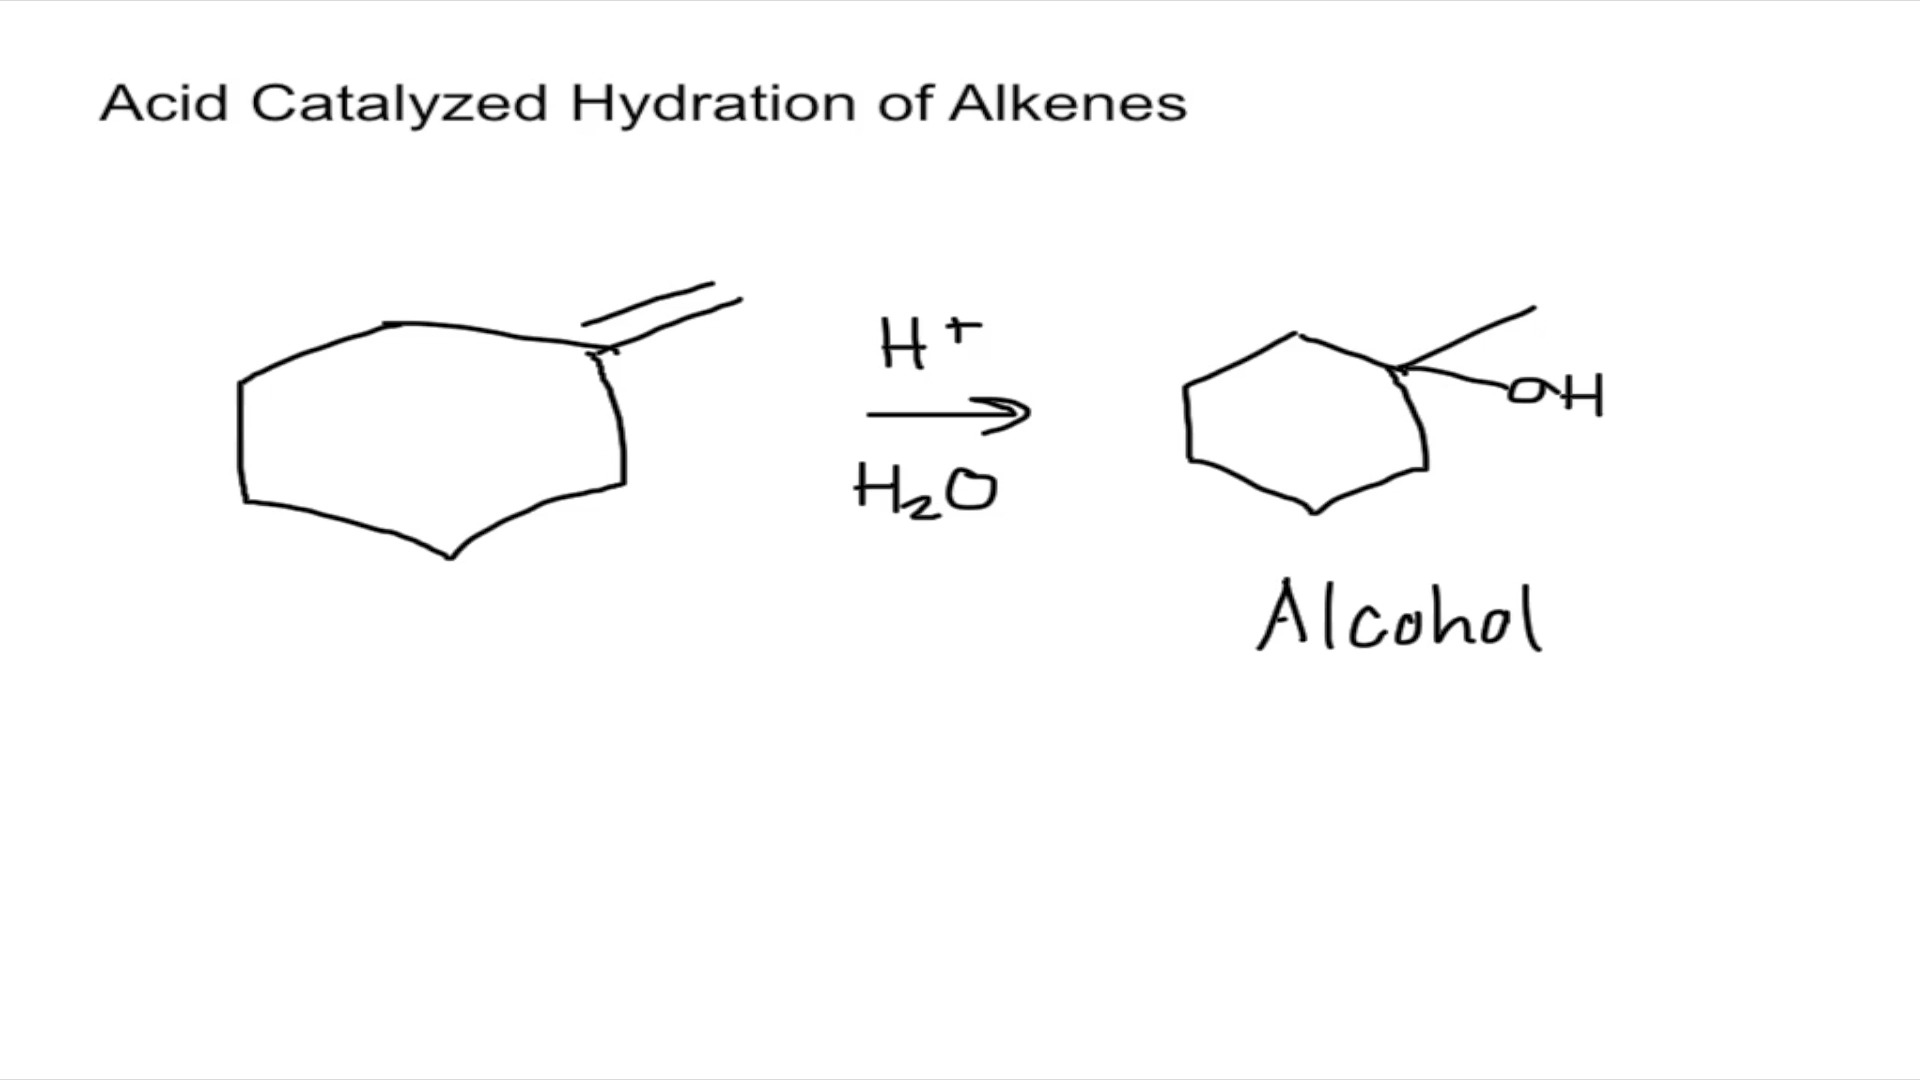 Acid Catalyzed Hydration of Alkenes
H+
H2O
OH
Alcohol